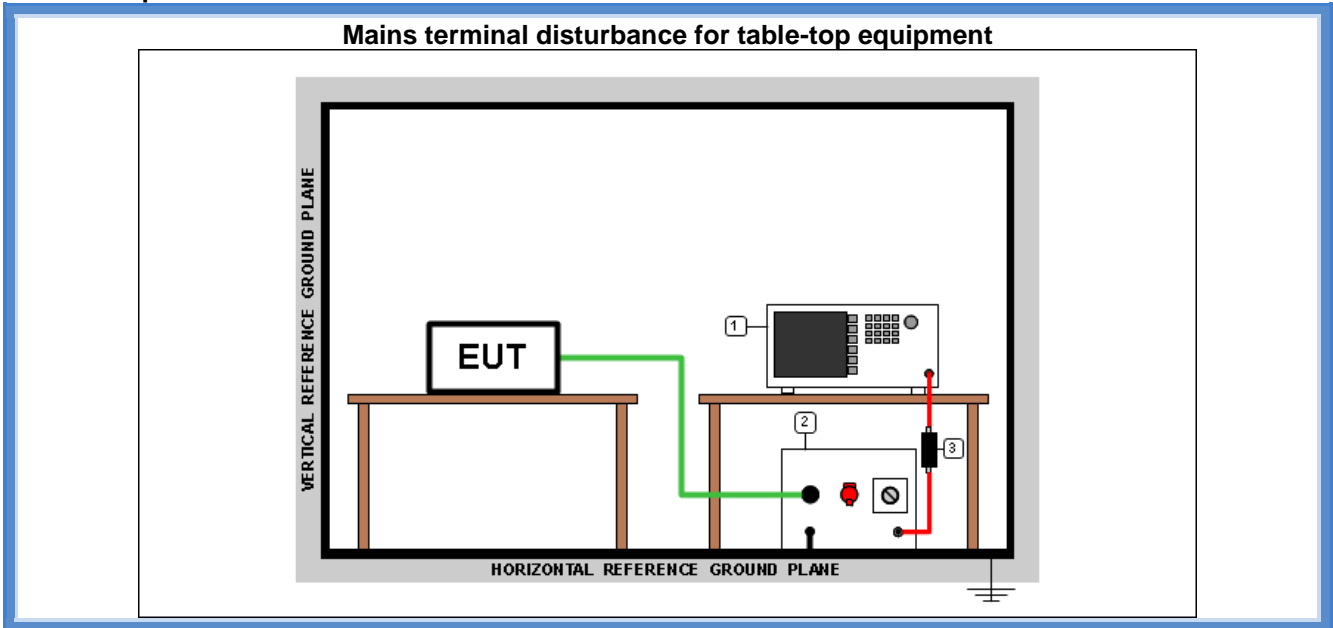 Mains terminal disturbance for table-top equipment
VERTICAL REFERENCE GROUND PLANE
EUT
1
2
3
HORIZONTAL REFERENCE GROUND PLANE